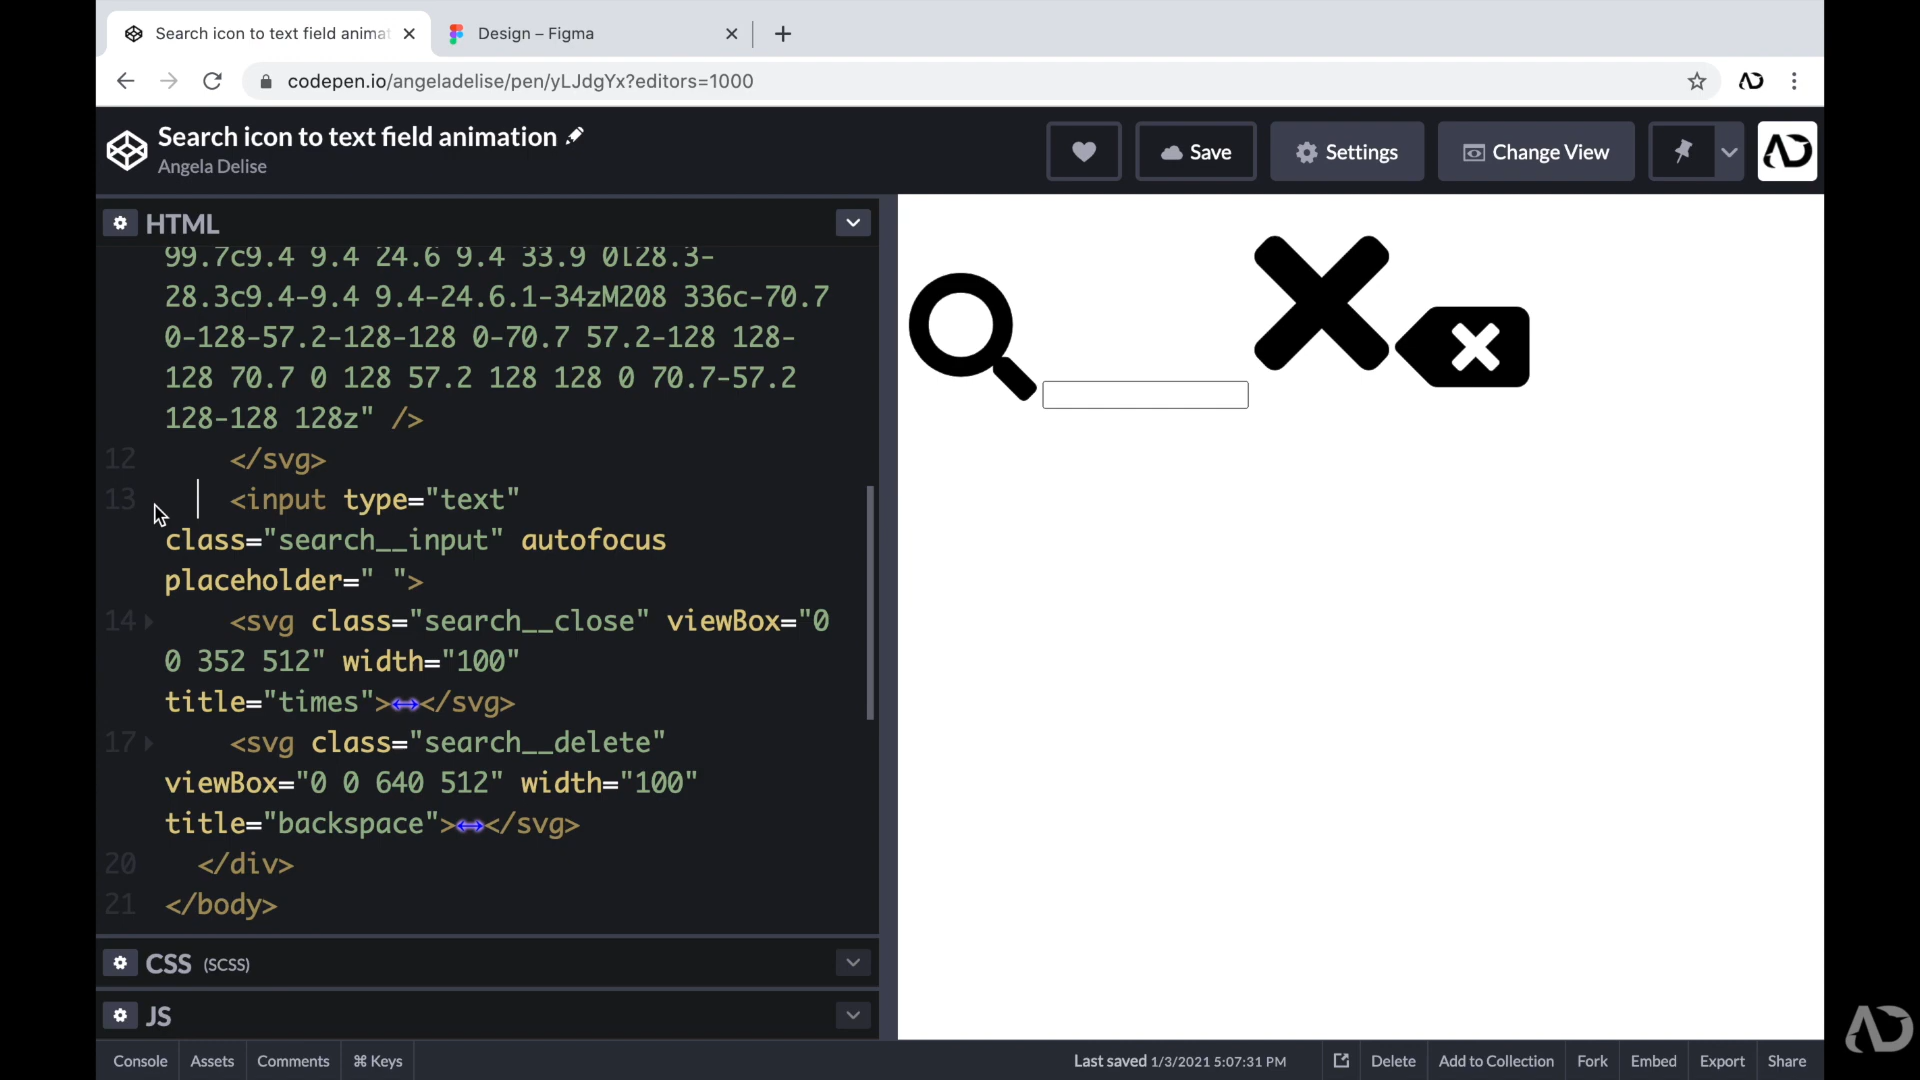 Search icon to text field animat
Design – Figma
codepen.io/angeladelise/pen/yLJdgYx?editors=1000
Search icon to text field animation
Angela Delise
Save
Settings
Change View
HTML
99.7c9.4 9.4 24.6 9.4 33.9 0l28.3-
28.3c9.4-9.4 9.4-24.6.1-34zM208 336c-70.7
0-128-57.2-128-128 0-70.7 57.2-128 128-
128 70.7 0 128 57.2 128 128 0 70.7-57.2
128-128 128z" />
12 </svg>
13 <input type="text"
class="search__input" autofocus
placeholder=" ">
14 <svg class="search__close" viewBox="0
0 352 512" width="100"
title="times"></svg>
17 <svg class="search__delete"
viewBox="0 0 640 512" width="100"
title="backspace"></svg>
20 </div>
21 </body>
CSS (SCSS)
JS
Console Assets Comments ⌘ Keys
Last saved 1/3/2021 5:07:31 PM
Delete Add to Collection Fork Embed Export Share